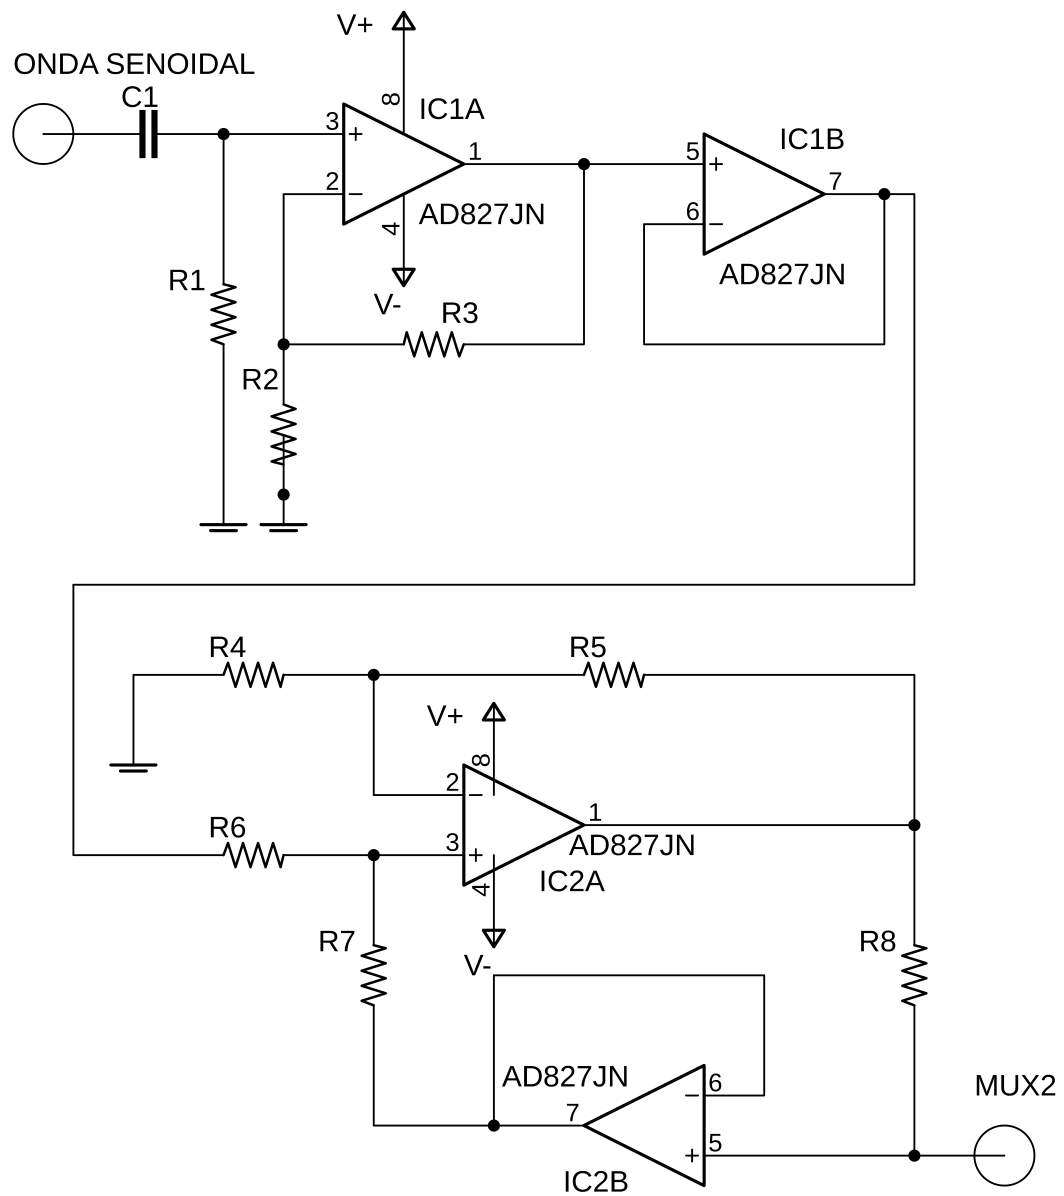 V+
ONDA SENOIDAL
C1
8
IC1A
3
+
IC1B
1
5
+
2
−
7
6
−
AD827JN
4
R1
AD827JN
V-
R3
R2
R4
R5
V+
8
2
−
1
R6
3
+
AD827JN
IC2A
4
R7
R8
V-
AD827JN
6
−
MUX2
7
5
+
IC2B